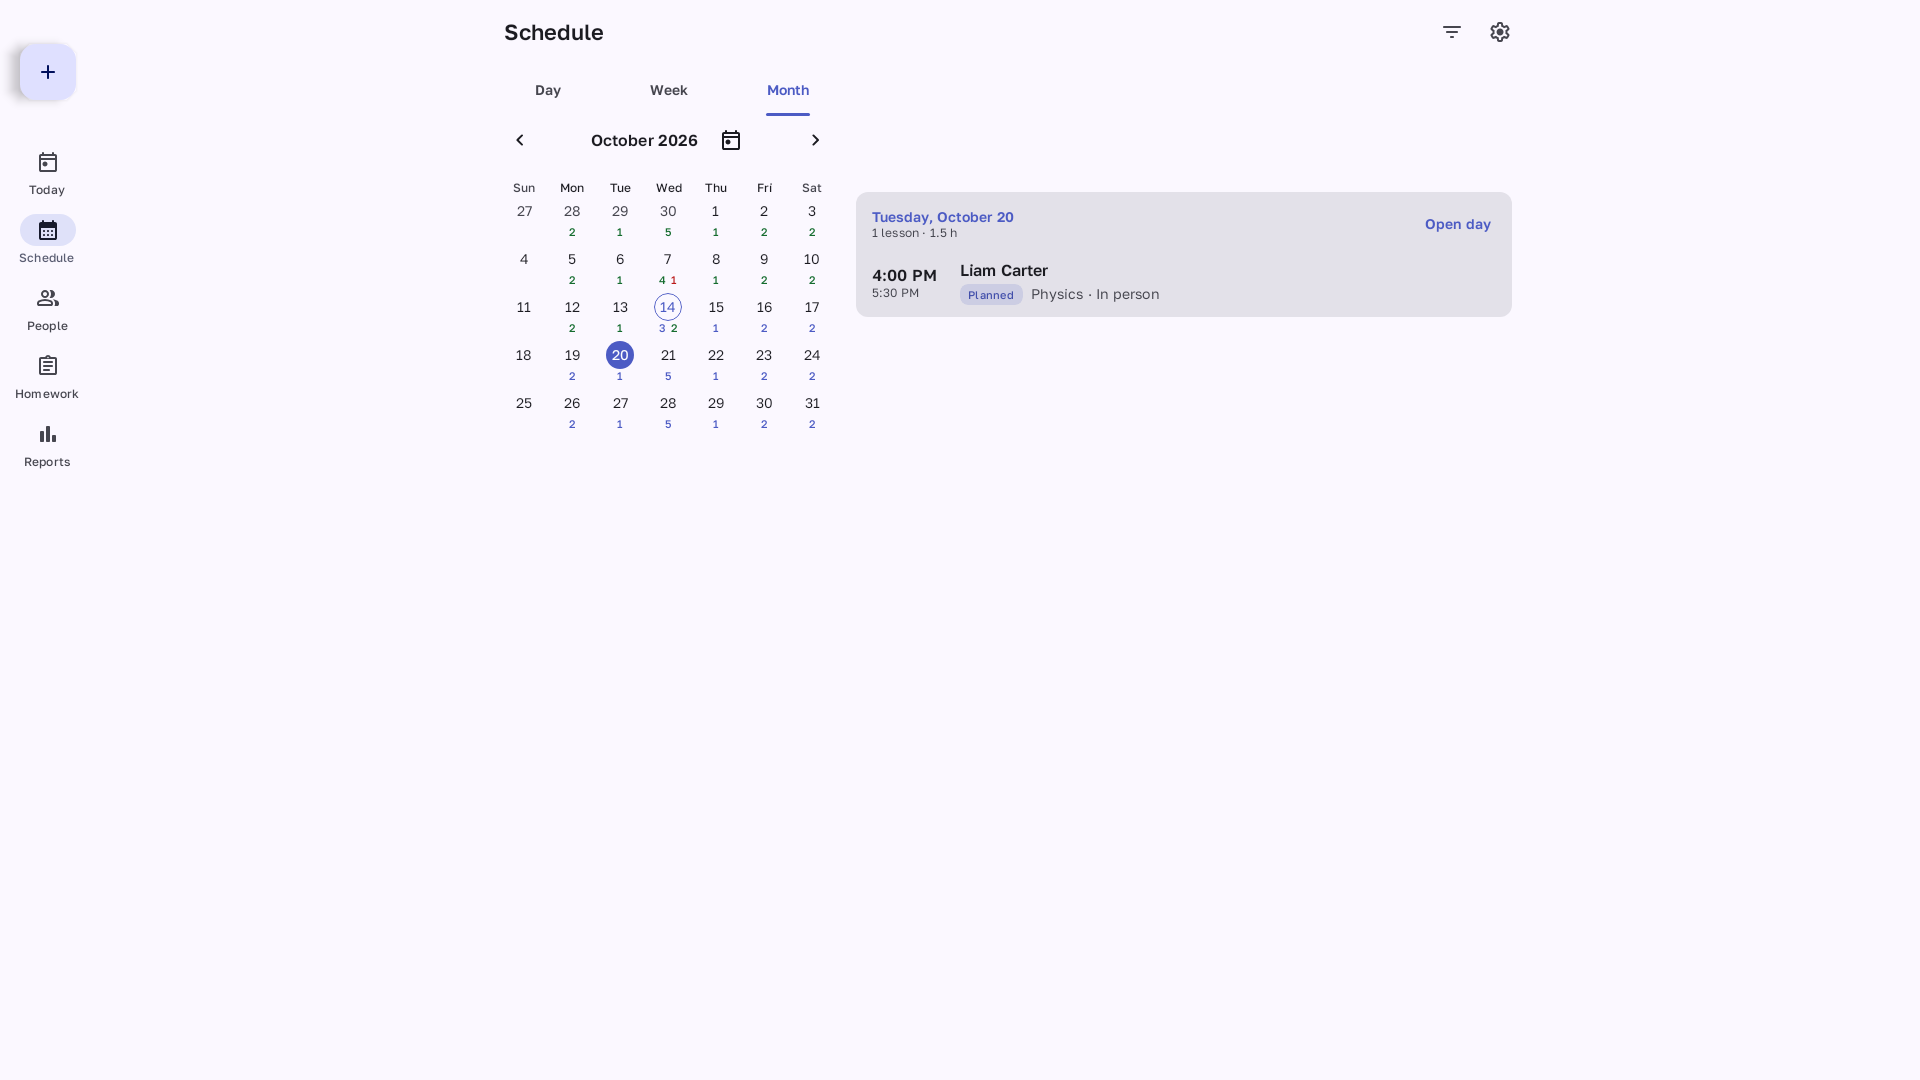 Schedule
Day Week Month
October 2026
Today
Schedule
People
Homework
Reports
Sun Mon Tue Wed Thu Fri Sat
27 28 29 30 1 2 3
2 1 5 1 2 2
4 5 6 7 8 9 10
2 1 4 1 1 2 2
11 12 13 14 15 16 17
2 1 3 2 1 2 2
18 19 20 21 22 23 24
2 1 5 1 2 2
25 26 27 28 29 30 31
2 1 5 1 2 2
Tuesday, October 20
1 lesson · 1.5 h
Open day
4:00 PM
5:30 PM
Liam Carter
Planned Physics · In person